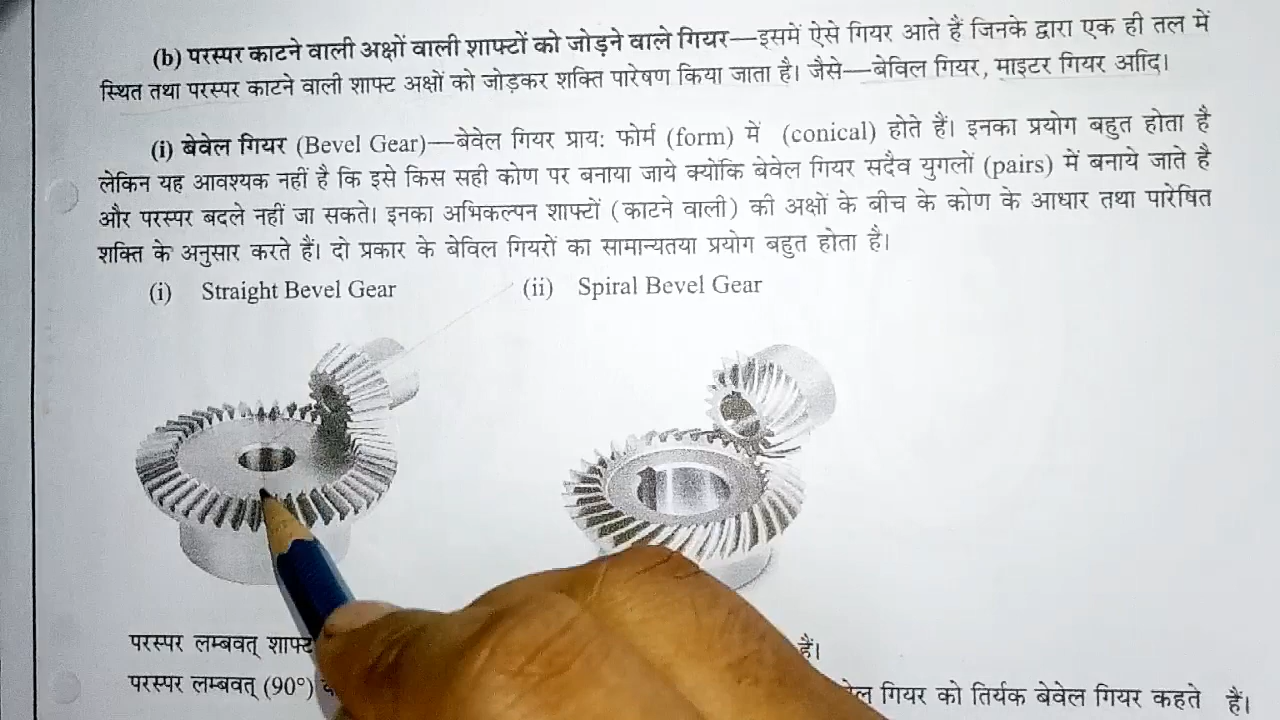 (b) परस्पर काटने वाली अक्षों वाली शाफ्टों को जोड़ने वाले गियर—इसमें ऐसे गियर आते हैं जिनके द्वारा एक ही तल में
स्थित तथा परस्पर काटने वाली शाफ्ट अक्षों को जोड़कर शक्ति पारेषण किया जाता है। जैसे—बेविल गियर, माइटर गियर आदि।
(i) बेवेल गियर (Bevel Gear)—बेवेल गियर प्राय: फोर्म (form) में (conical) होते हैं। इनका प्रयोग बहुत होता है
लेकिन यह आवश्यक नहीं है कि इसे किस सही कोण पर बनाया जाये क्योंकि बेवेल गियर सदैव युगलों (pairs) में बनाये जाते है
और परस्पर बदले नहीं जा सकते। इनका अभिकल्पन शाफ्टों (काटने वाली) की अक्षों के बीच के कोण के आधार तथा पारेषित
शक्ति के अनुसार करते हैं। दो प्रकार के बेविल गियरों का सामान्यतया प्रयोग बहुत होता है।
(i) Straight Bevel Gear (ii) Spiral Bevel Gear
परस्पर लम्बवत् शाफ्ट हैं।
परस्पर लम्बवत् (90°) गियर को तिर्यक बेवेल गियर कहते हैं।